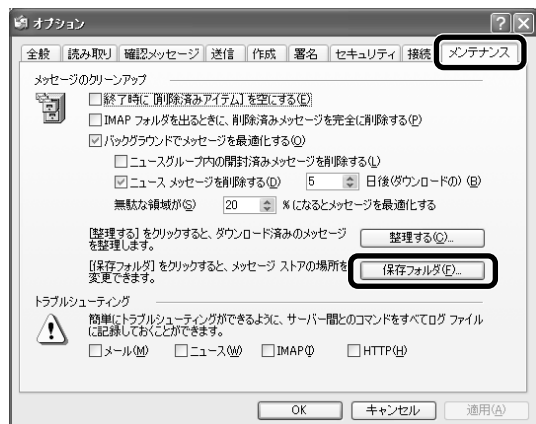 オプション
全般 読み取り 確認メッセージ 送信 作成 署名 セキュリティ 接続 メンテナンス
メッセージのクリーンアップ
終了時に [削除済みアイテム] を空にする(E)
IMAP フォルダを出るときに、削除済みメッセージを完全に削除する(P)
バックグラウンドでメッセージを最適化する(O)
ニュースグループ内の開封済みメッセージを削除する(L)
ニュース メッセージを削除する(D) 5 日後(ダウンロードの) (B)
無駄な領域が(S) 20 % になるとメッセージを最適化する
[整理する] をクリックすると、ダウンロード済みのメッセージ
を整理します。
整理する(C)...
[保存フォルダ] をクリックすると、メッセージ ストアの場所を
変更できます。
保存フォルダ(F)...
トラブルシューティング
簡単にトラブルシューティングができるように、サーバー間とのコマンドをすべてログ ファイル
に記録しておくことができます。
メール(M) ニュース(W) IMAP(I) HTTP(H)
OK キャンセル 適用(A)